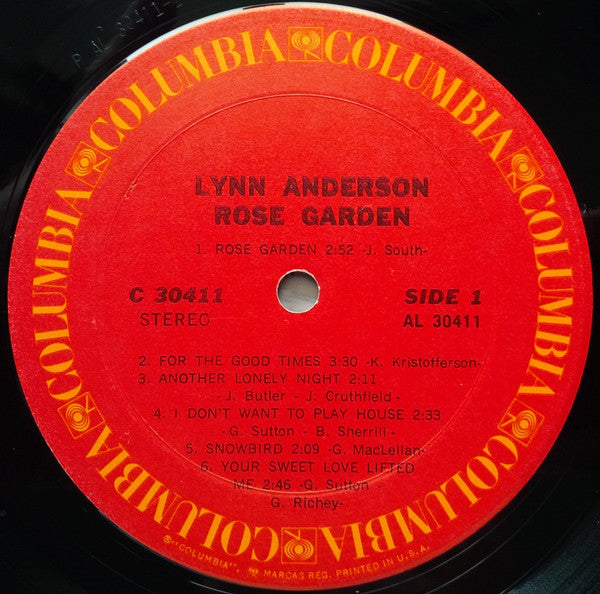 P AL 30411-
COLUMBIA COLUMBIA COLUMBIA COLUMBIA COLUMBIA COLUMBIA
LYNN ANDERSON
ROSE GARDEN
1. ROSE GARDEN 2:52 -J. South-
C 30411
SIDE 1
STEREO
AL 30411
2. FOR THE GOOD TIMES 3:30 -K. Kristofferson-
3. ANOTHER LONELY NIGHT 2:11
-J. Butler - J. Cruthfield-
4. I DON'T WANT TO PLAY HOUSE 2:33
-G. Sutton - B. Sherrill-
5. SNOWBIRD 2:09 -G. MacLellan-
6. YOUR SWEET LOVE LIFTED
ME 2:46 -G. Sutton -
G. Richey-
®"COLUMBIA", ® MARCAS REG. PRINTED IN U.S.A.